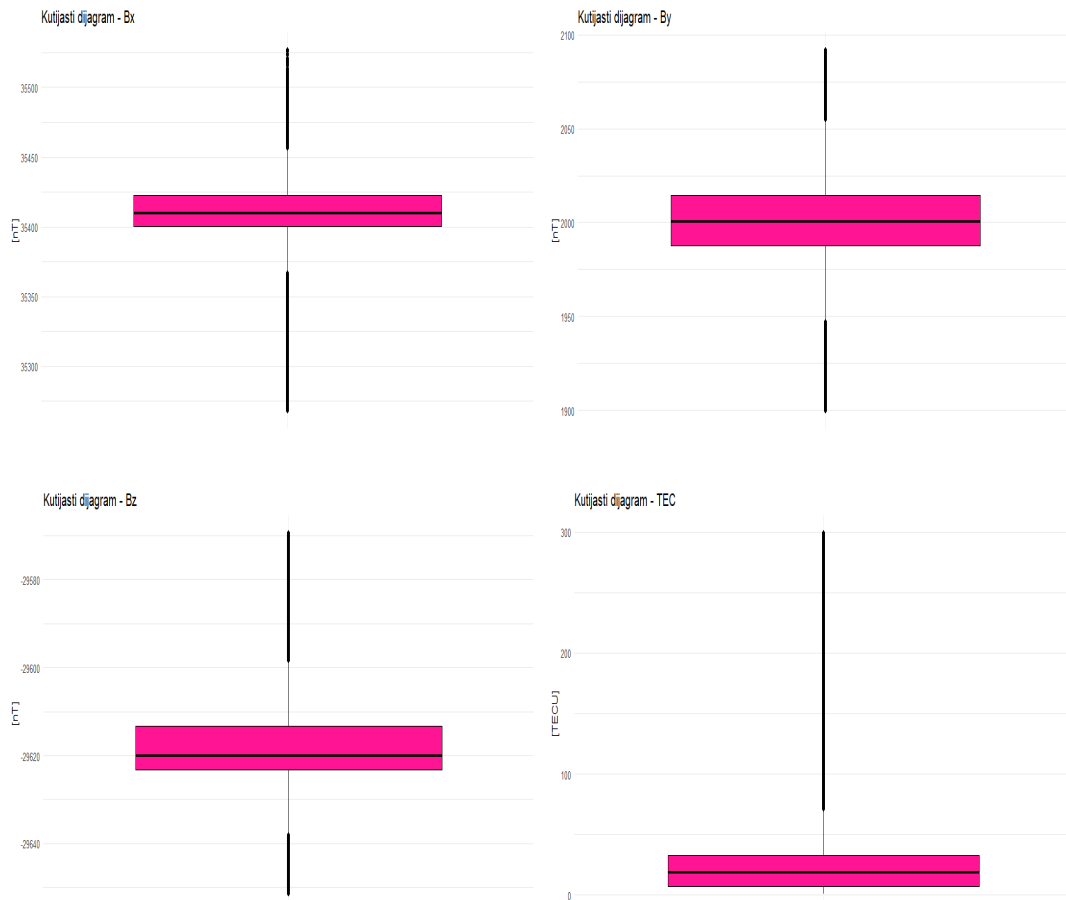 Kutijasti dijagram - Bx
35500
35450
35400
35350
35300
[nT]
Kutijasti dijagram - By
2100
2050
2000
1950
1900
[nT]
Kutijasti dijagram - Bz
-29580
-29600
-29620
-29640
[nT]
Kutijasti dijagram - TEC
300
200
100
0
[TECU]